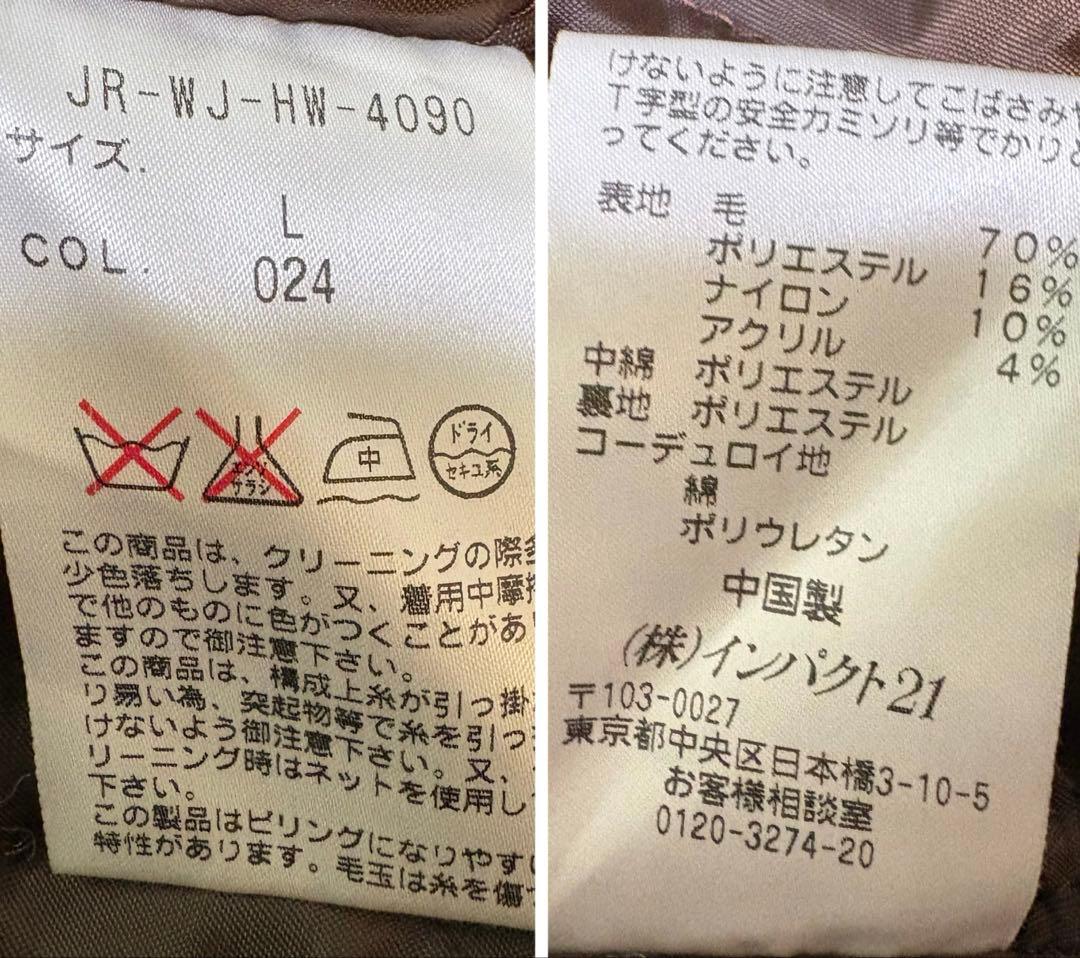 JR-WJ-HW-4090
サイズ.
L
COL.
024
エンソ
サラシ
中
ドライ
セキユ系
この商品は、クリーニングの際多
少色落ちします。又、着用中摩擦
で他のものに色がつくことがあり
ますので御注意下さい。
この商品は、構成上糸が引っ掛
り易い為、突起物等で糸を引っ
けないよう御注意下さい。又、
リーニング時はネットを使用し
下さい。
この製品はピリングになりやすい
特性があります。毛玉は糸を傷
けないように注意してこばさみや
T字型の安全カミソリ等でかりと
ってください。
表地 毛 70%
ポリエステル 16%
ナイロン 10%
アクリル 4%
中綿 ポリエステル
裏地 ポリエステル
コーデュロイ地
綿
ポリウレタン
中国製
(株)インパクト21
〒103-0027
東京都中央区日本橋3-10-5
お客様相談室
0120-3274-20